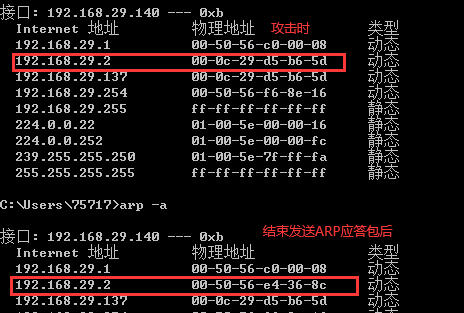 接口: 192.168.29.140 --- 0xb
Internet 地址 物理地址 攻击时 类型
192.168.29.1 00-50-56-c0-00-08 动态
192.168.29.2 00-0c-29-d5-b6-5d 动态
192.168.29.137 00-0c-29-d5-b6-5d 动态
192.168.29.254 00-50-56-f6-8e-16 动态
192.168.29.255 ff-ff-ff-ff-ff-ff 静态
224.0.0.22 01-00-5e-00-00-16 静态
224.0.0.252 01-00-5e-00-00-fc 静态
239.255.255.250 01-00-5e-7f-ff-fa 静态
255.255.255.255 ff-ff-ff-ff-ff-ff 静态
C:\Users\75717>arp -a
结束发送ARP应答包后
接口: 192.168.29.140 --- 0xb
Internet 地址 物理地址 类型
192.168.29.1 00-50-56-c0-00-08 动态
192.168.29.2 00-50-56-e4-36-8c 动态
192.168.29.137 00-0c-29-d5-b6-5d 动态